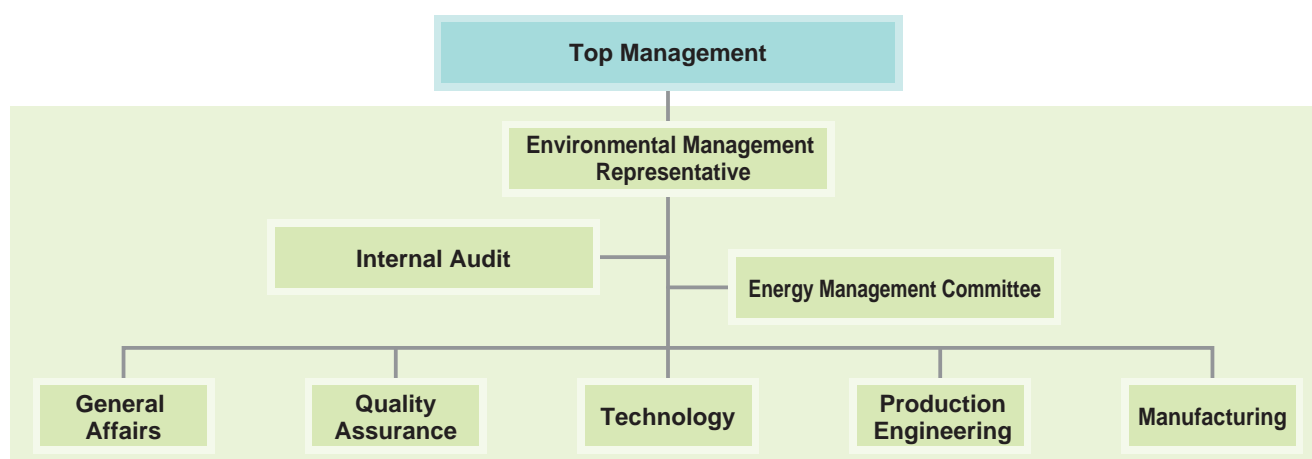 Top Management
Environmental Management
Representative
Internal Audit
Energy Management Committee
General
Affairs
Quality
Assurance
Technology
Production
Engineering
Manufacturing